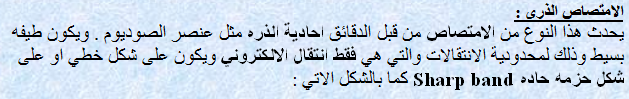 الامتصاص الذري :
يحدث هذا النوع من الامتصاص من قبل الدقائق احادية الذره مثل عنصر الصوديوم . ويكون طيفه
بسيط وذلك لمحدودية الانتقالات والتي هي فقط انتقال الالكتروني ويكون على شكل خطي او على
شكل حزمه حاده Sharp band كما بالشكل الاتي :